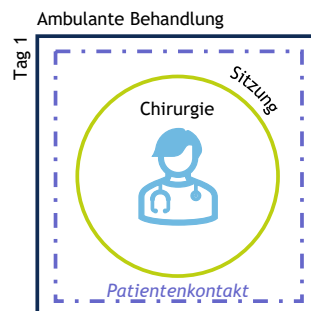 Ambulante Behandlung
Tag 1
Sitzung
Chirurgie
Patientenkontakt